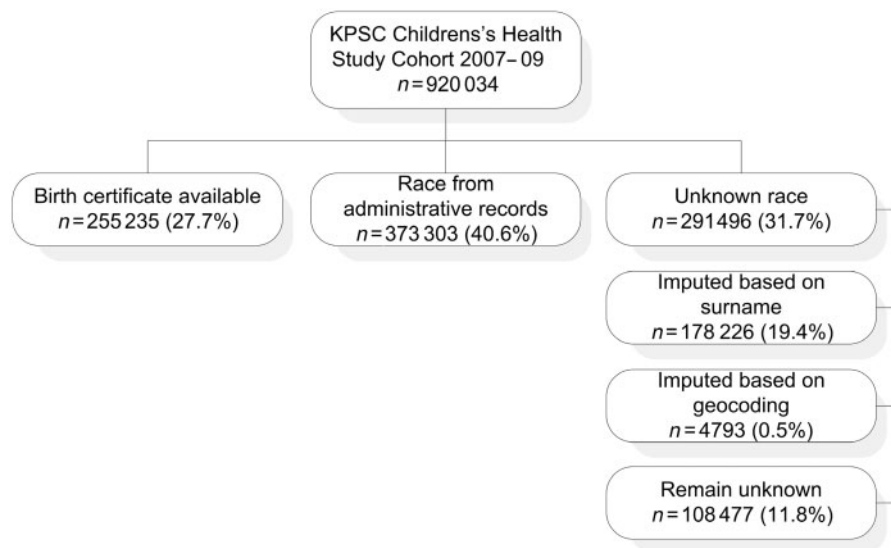 KPSC Childrens's Health
Study Cohort 2007–09
n=920 034
Birth certificate available
n=255 235 (27.7%)
Race from
administrative records
n=373 303 (40.6%)
Unknown race
n=291 496 (31.7%)
Imputed based on
surname
n=178 226 (19.4%)
Imputed based on
geocoding
n=4793 (0.5%)
Remain unknown
n=108 477 (11.8%)